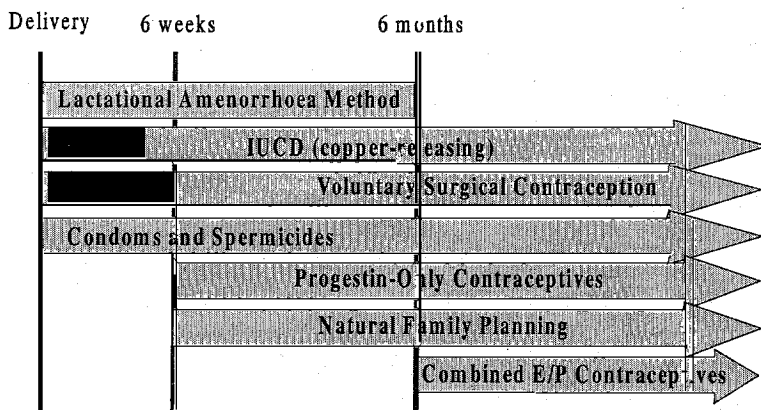 Delivery 6 weeks 6 months
Lactational Amenorrhoea Method
IUCD (copper-releasing)
Voluntary Surgical Contraception
Condoms and Spermicides
Progestin-Only Contraceptives
Natural Family Planning
Combined E/P Contraceptives